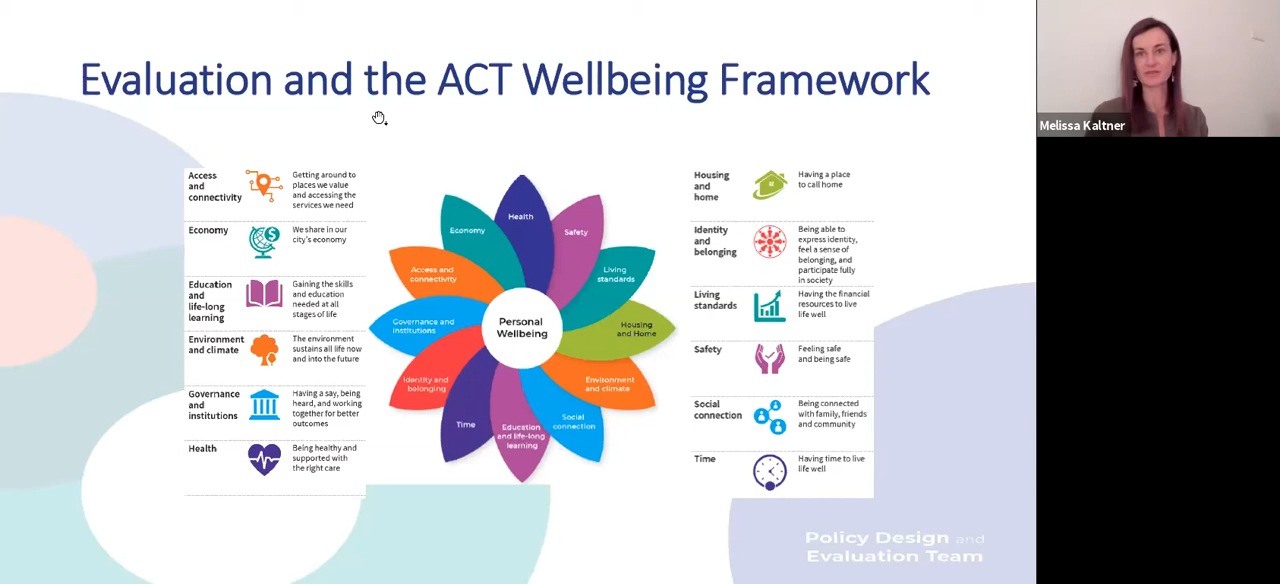 Evaluation and the ACT Wellbeing Framework
Melissa Kaltner
Access
and
connectivity
Getting around to
places we value
and accessing the
services we need
Economy
We share in our
city's economy
Education
and
life-long
learning
Gaining the skills
and education
needed at all
stages of life
Environment
and climate
The environment
sustains all life now
and into the future
Governance
and
institutions
Having a say, being
heard, and working
together for better
outcomes
Health
Being healthy and
supported with
the right care
Health
Safety
Living
standards
Housing
and Home
Environment
and climate
Social
connection
Education
and life-long
learning
Time
Identity and
belonging
Governance and
institutions
Access and
connectivity
Economy
Personal
Wellbeing
Housing
and
home
Having a place
to call home
Identity
and
belonging
Being able to
express identity,
feel a sense of
belonging, and
participate fully
in society
Living
standards
Having the financial
resources to live
life well
Safety
Feeling safe
and being safe
Social
connection
Being connected
with family, friends
and community
Time
Having time to live
life well
Policy Design and
Evaluation Team